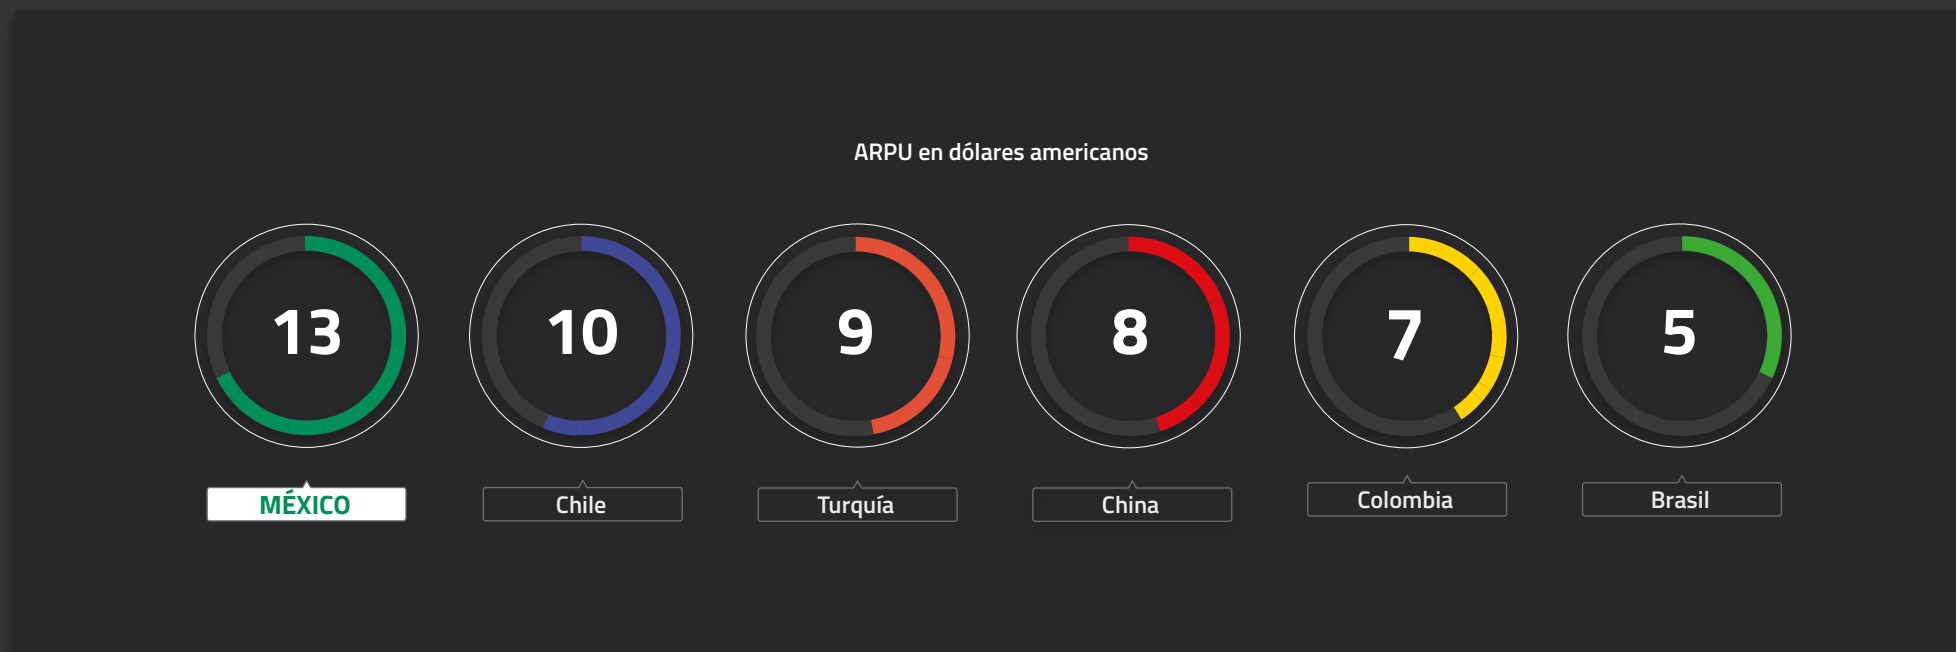 ARPU en dólares americanos
13
10
9
8
7
5
MÉXICO
Chile
Turquía
China
Colombia
Brasil